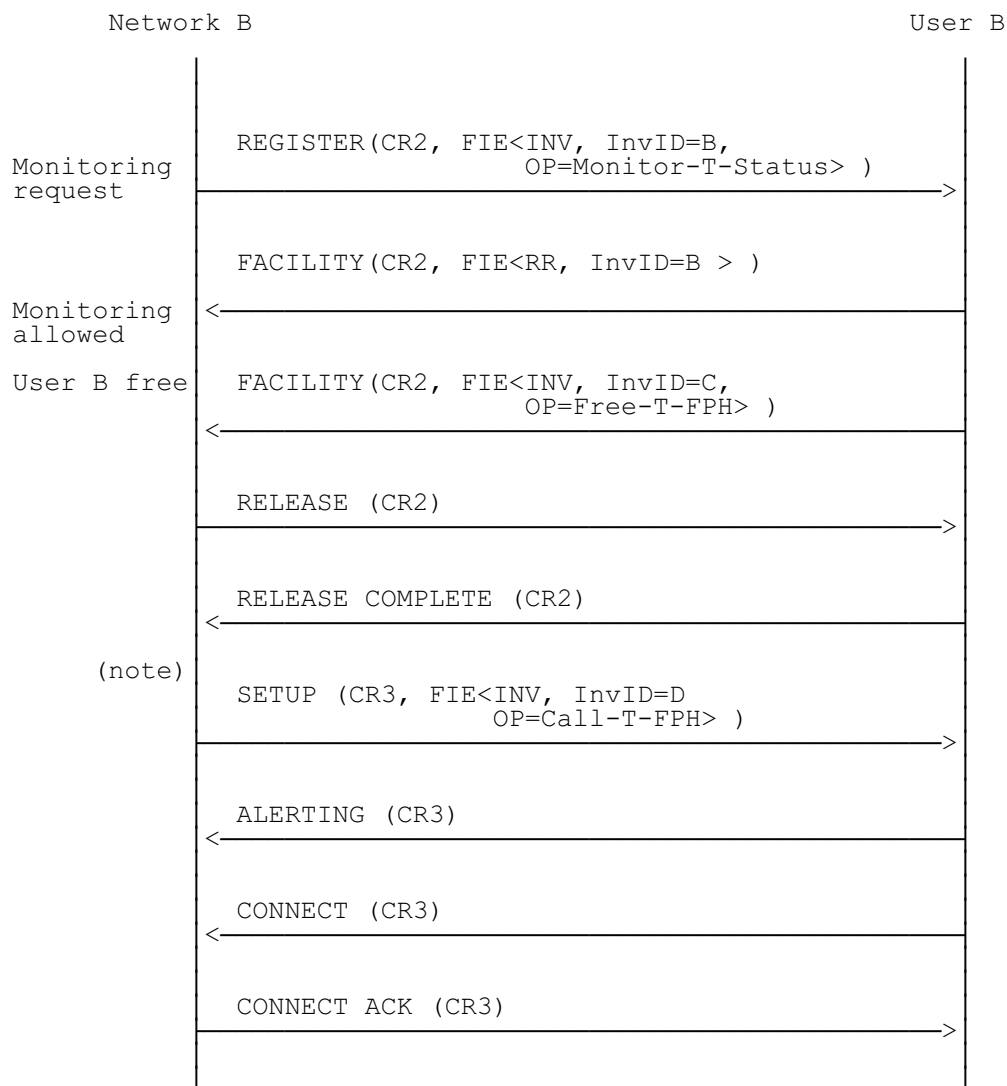 Network B User B
REGISTER(CR2, FIE<INV, InvID=B,
Monitoring OP=Monitor-T-Status> )
request
FACILITY(CR2, FIE<RR, InvID=B > )
Monitoring
allowed
User B free FACILITY(CR2, FIE<INV, InvID=C,
OP=Free-T-FPH> )
RELEASE (CR2)
RELEASE COMPLETE (CR2)
(note)
SETUP (CR3, FIE<INV, InvID=D
OP=Call-T-FPH> )
ALERTING (CR3)
CONNECT (CR3)
CONNECT ACK (CR3)